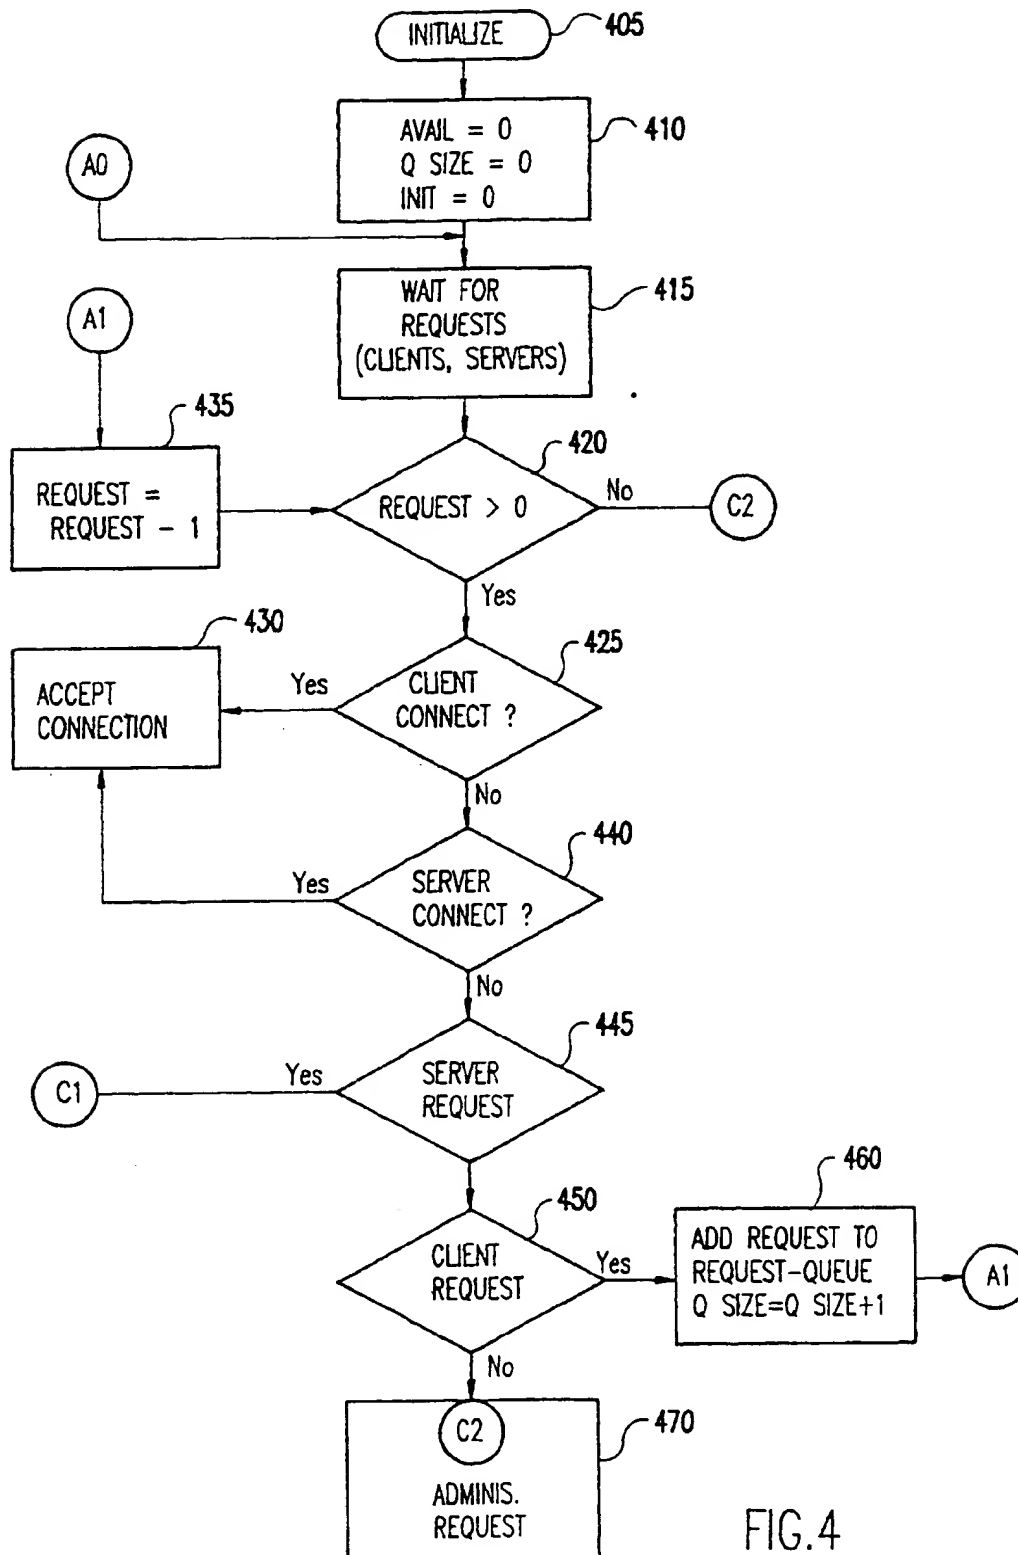 INITIALIZE
405
AVAIL = 0
Q SIZE = 0
INIT = 0
410
A0
WAIT FOR
REQUESTS
(CLIENTS, SERVERS)
415
A1
435
REQUEST =
REQUEST - 1
420
REQUEST > 0
No
C2
Yes
430
ACCEPT
CONNECTION
425
Yes
CLIENT
CONNECT ?
No
440
Yes
SERVER
CONNECT ?
No
445
C1
Yes
SERVER
REQUEST
450
CLIENT
REQUEST
Yes
460
ADD REQUEST TO
REQUEST-QUEUE
Q SIZE=Q SIZE+1
A1
No
C2
470
ADMINIS.
REQUEST
FIG.4